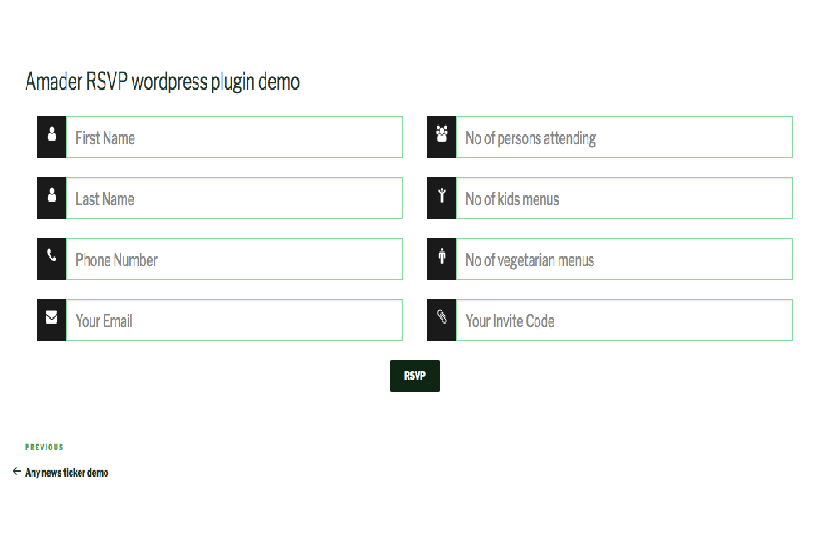 Amader RSVP wordpress plugin demo
First Name
No of persons attending
Last Name
No of kids menus
Phone Number
No of vegetarian menus
Your Email
Your Invite Code
RSVP
PREVIOUS
← Any news ticker demo